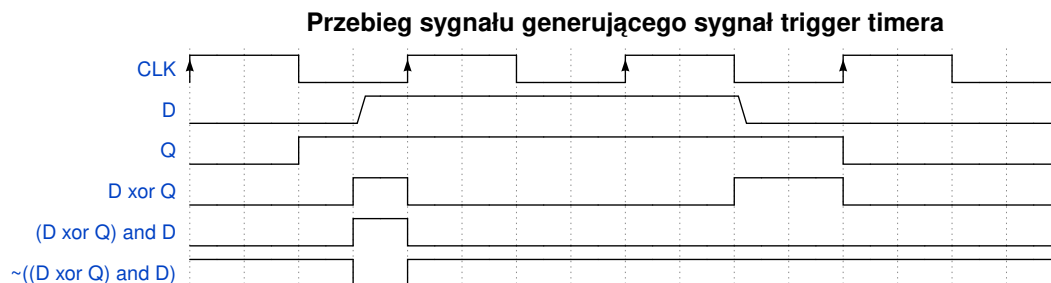 Przebieg sygnału generującego sygnał trigger timera
CLK
D
Q
D xor Q
(D xor Q) and D
~((D xor Q) and D)